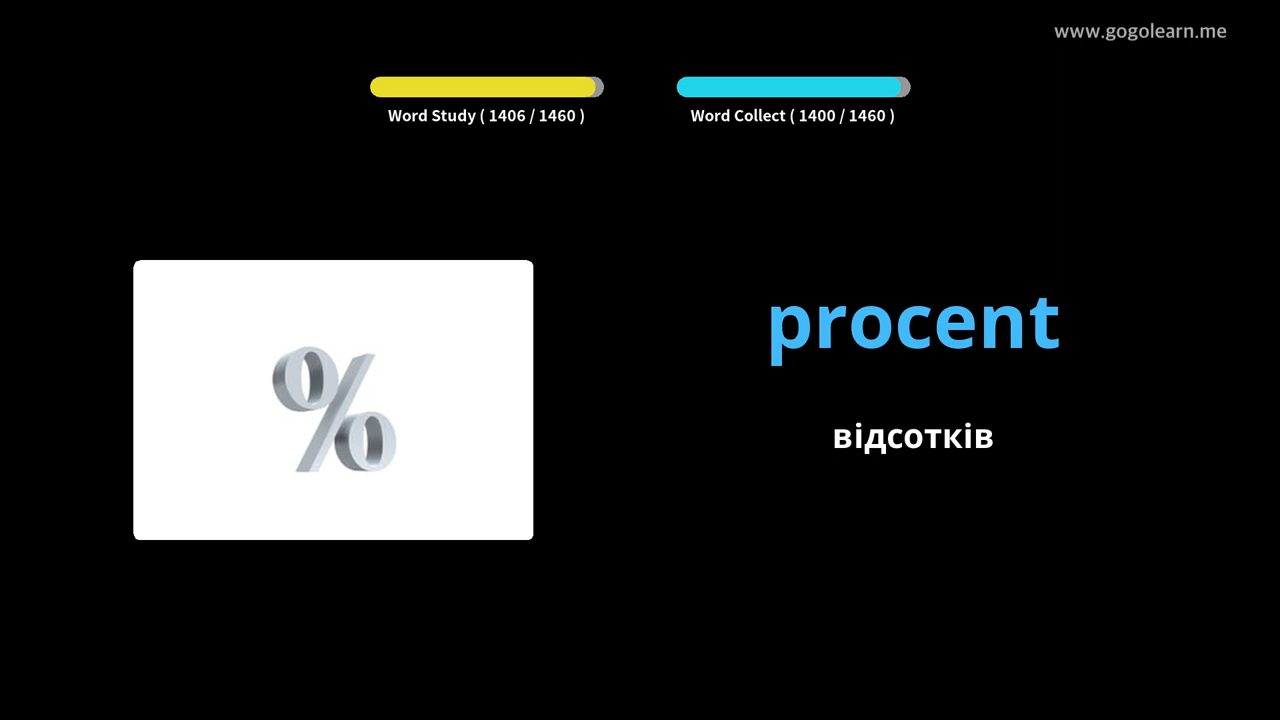 www.gogolearn.me
Word Study ( 1406 / 1460 )
Word Collect ( 1400 / 1460 )
%
procent
відсотків